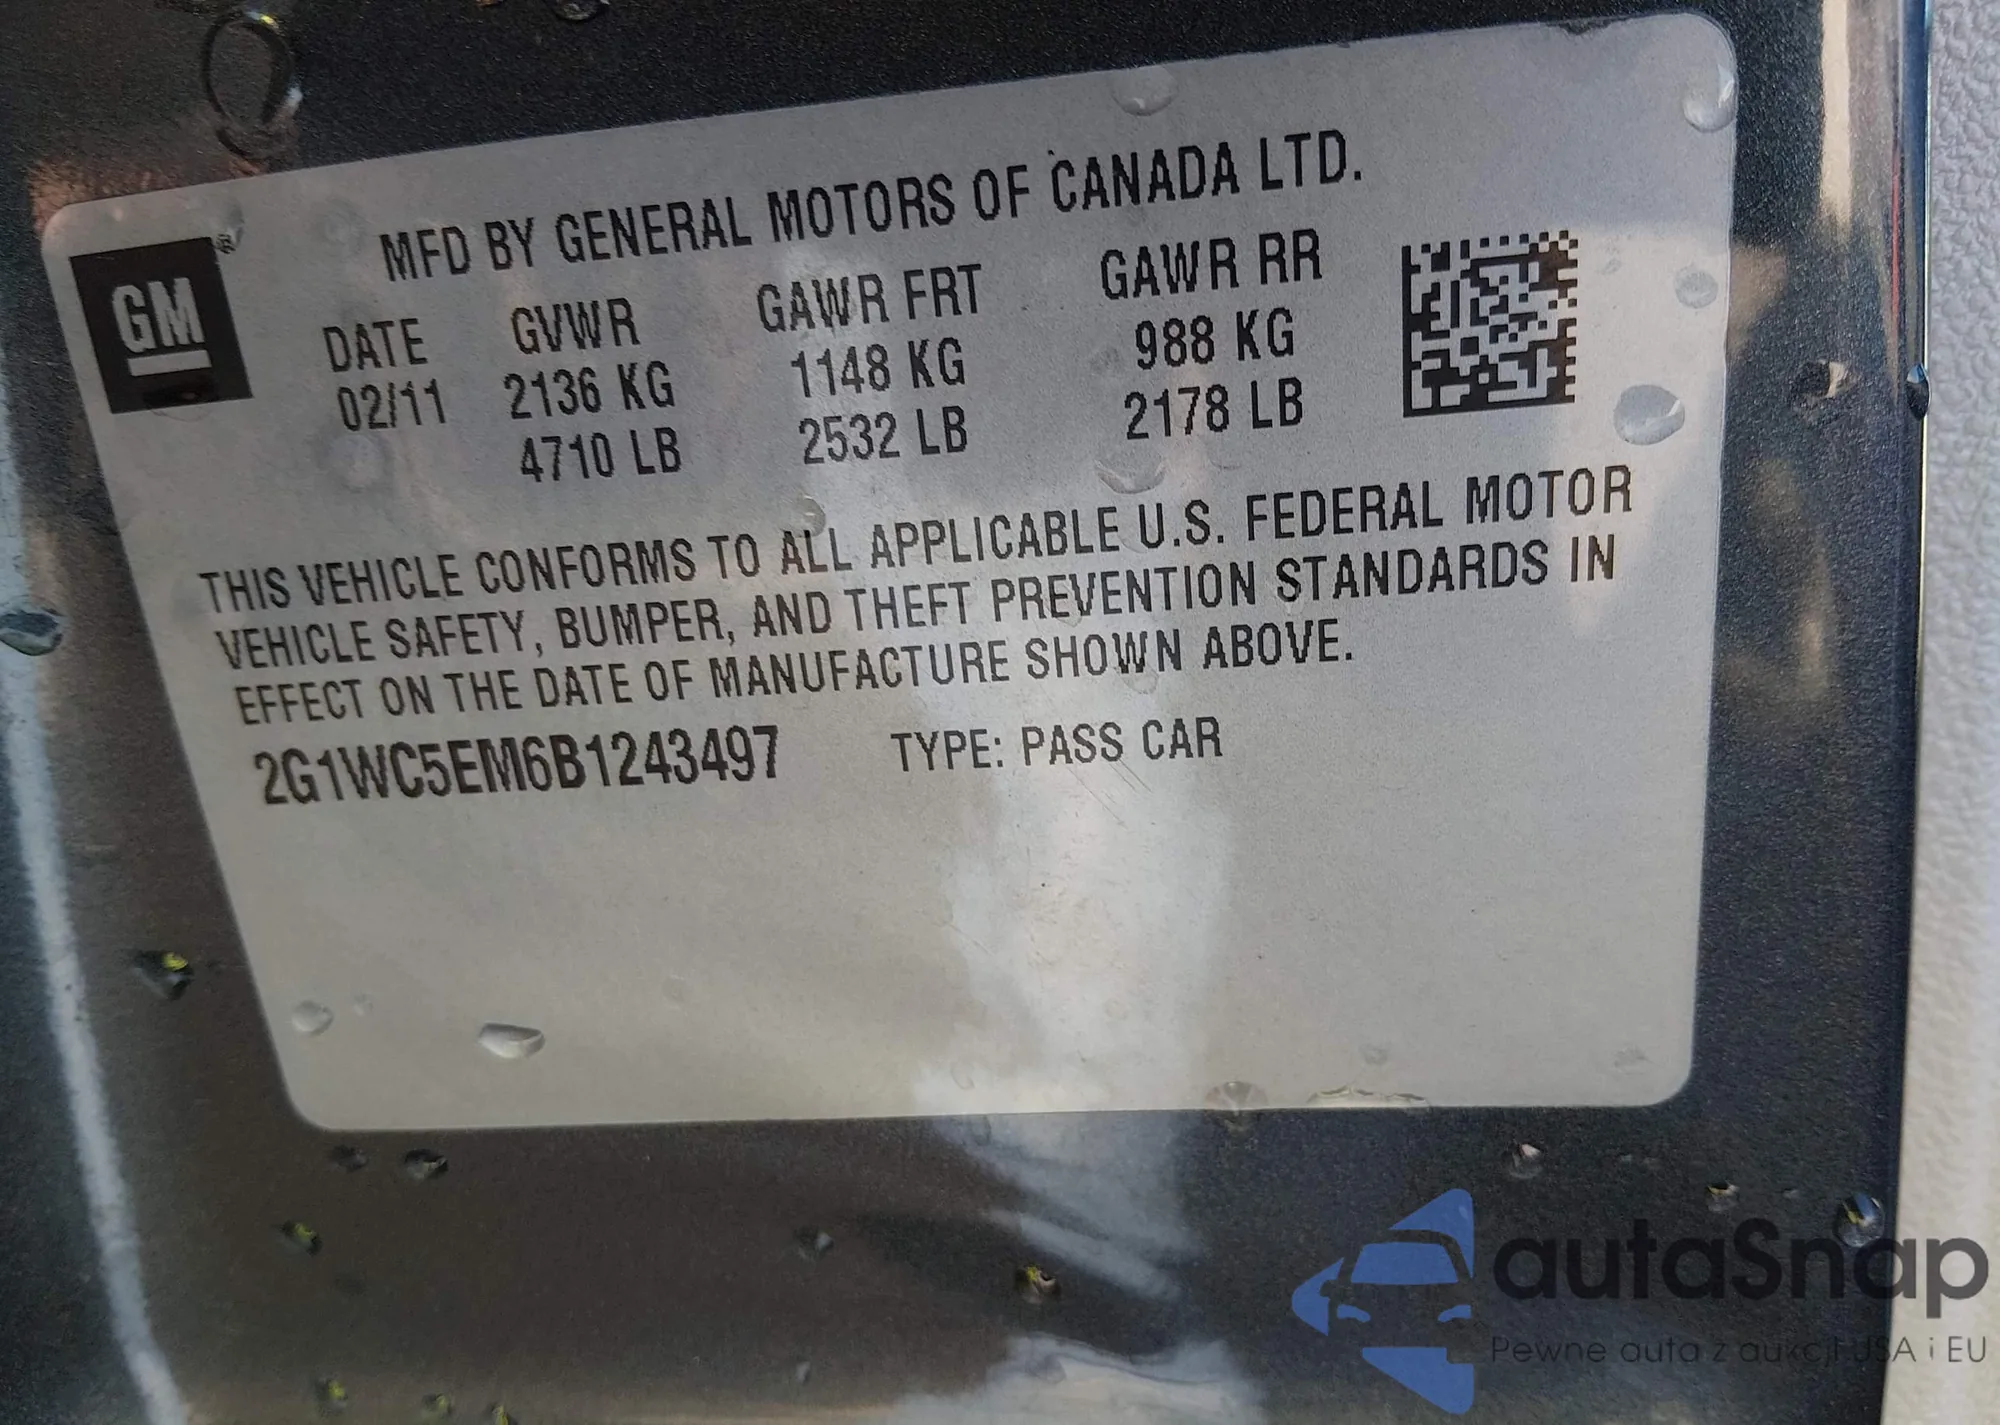 MFD BY GENERAL MOTORS OF CANADA LTD.
GM ®
DATE GVWR GAWR FRT GAWR RR
02/11 2136 KG 1148 KG 988 KG
4710 LB 2532 LB 2178 LB
THIS VEHICLE CONFORMS TO ALL APPLICABLE U.S. FEDERAL MOTOR
VEHICLE SAFETY, BUMPER, AND THEFT PREVENTION STANDARDS IN
EFFECT ON THE DATE OF MANUFACTURE SHOWN ABOVE.
2G1WC5EM6B1243497 TYPE: PASS CAR
autaSnap
Pewne auta z aukcji USA i EU